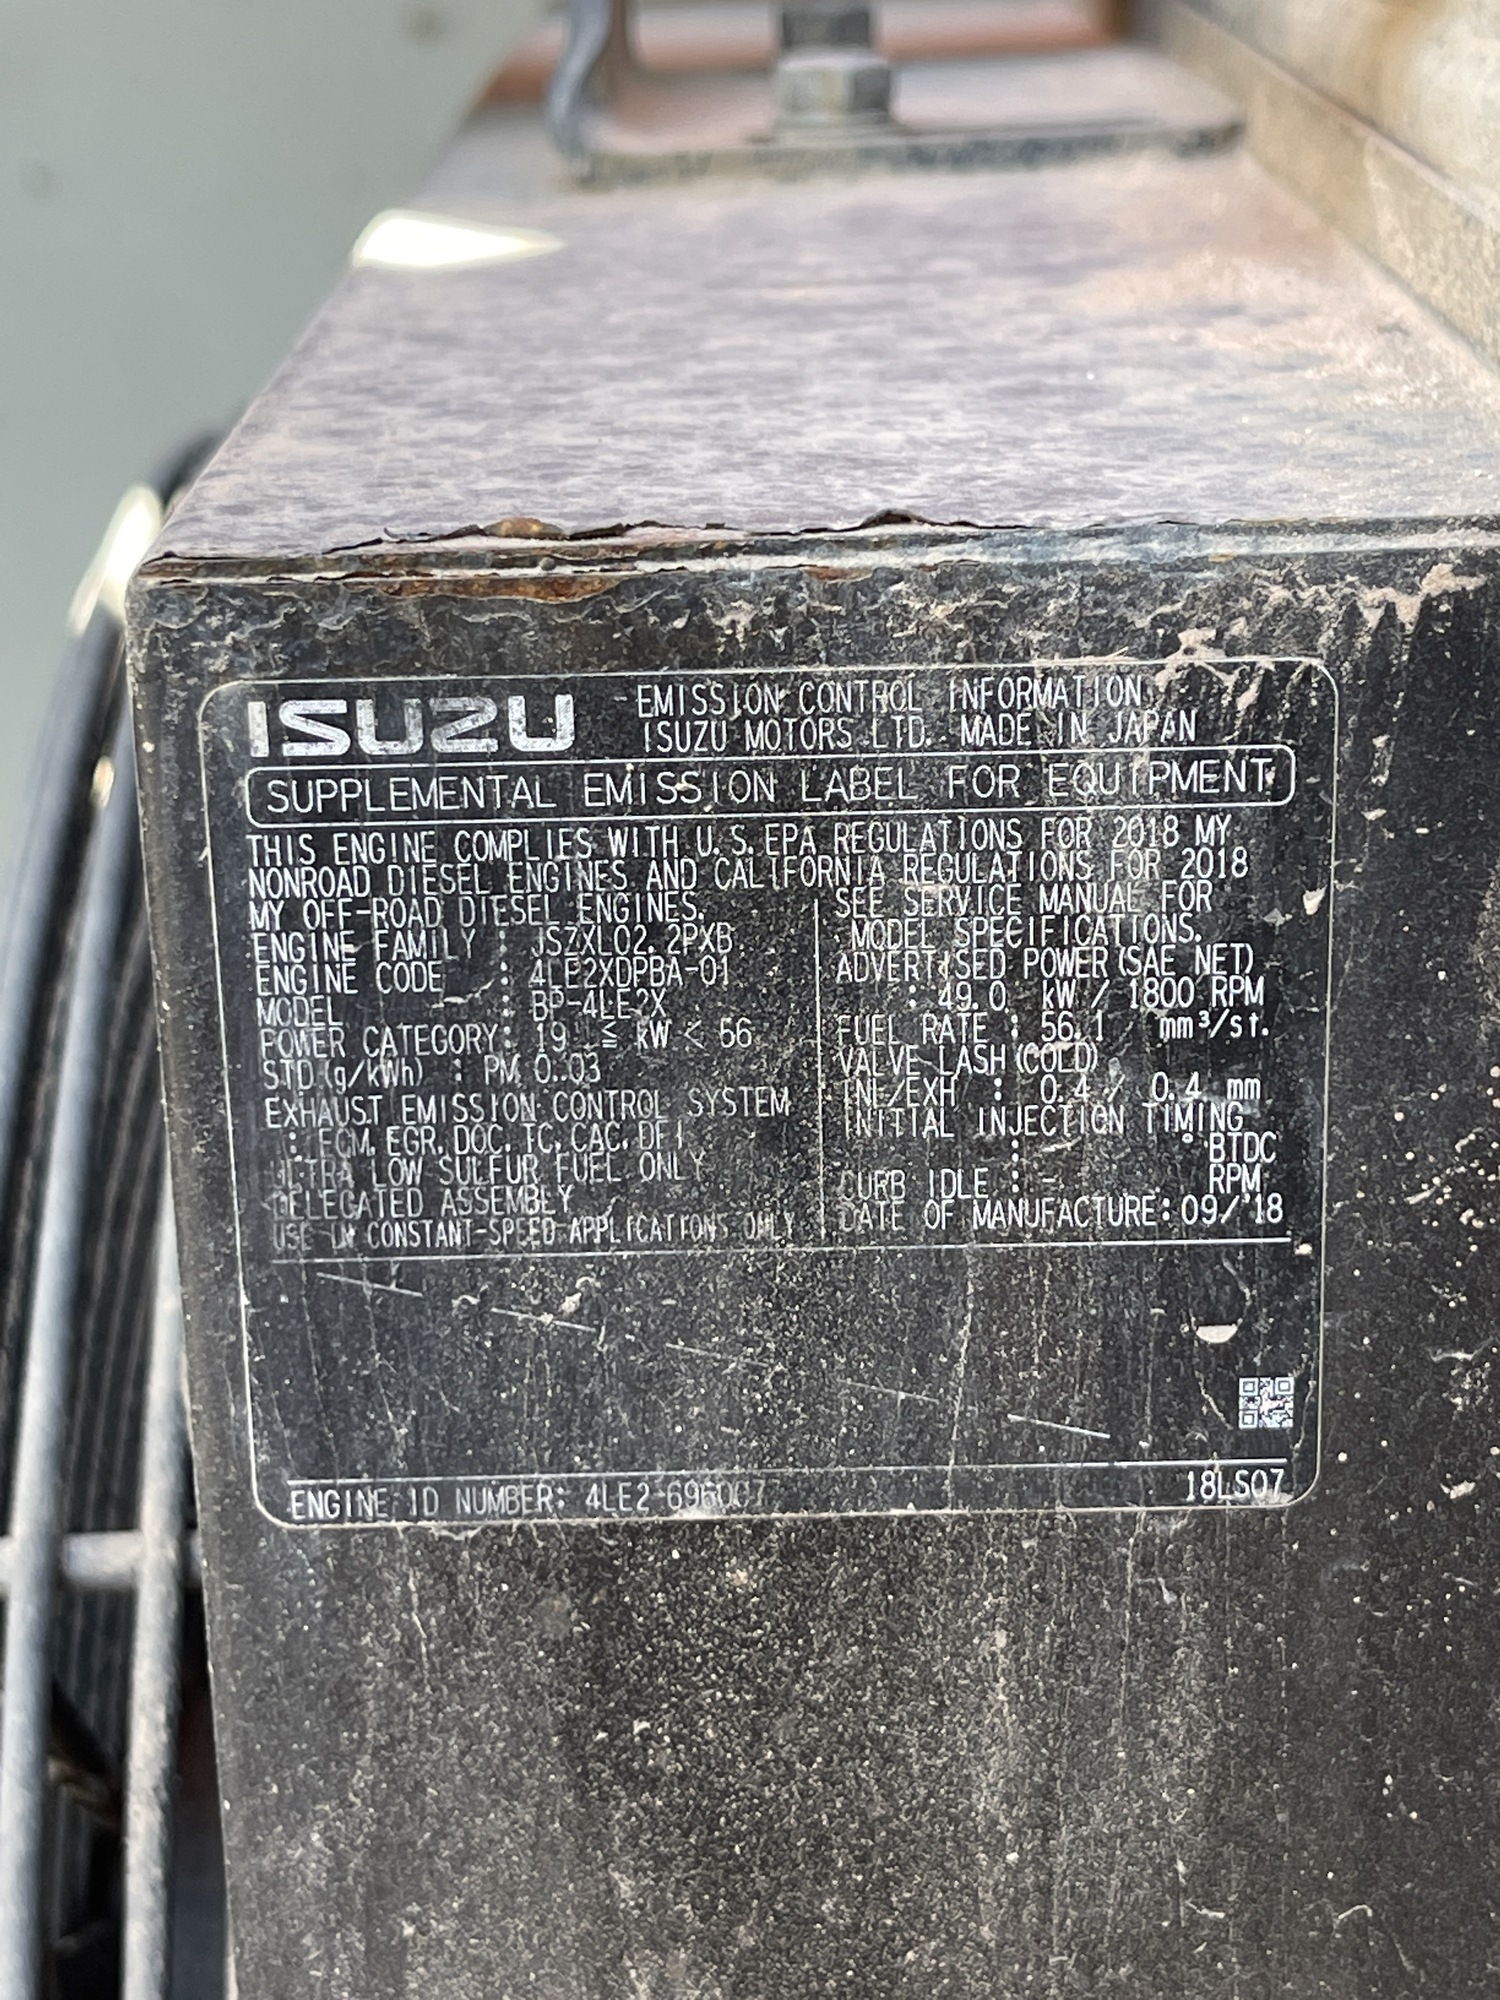 ISUZU
EMISSION CONTROL INFORMATION
ISUZU MOTORS LTD. MADE IN JAPAN
SUPPLEMENTAL EMISSION LABEL FOR EQUIPMENT
THIS ENGINE COMPLIES WITH U.S. EPA REGULATIONS FOR 2018 MY
NONROAD DIESEL ENGINES AND CALIFORNIA REGULATIONS FOR 2018
MY OFF-ROAD DIESEL ENGINES.
ENGINE FAMILY : JSZXL02.2PXB
ENGINE CODE : 4LE2XDPBA-01
MODEL : BP-4LE2X
POWER CATEGORY: 19 ≦ kW < 56
STD.(g/kWh) : PM 0.03
EXHAUST EMISSION CONTROL SYSTEM
: ECM, EGR, DOC, TC, CAC, DFI
ULTRA LOW SULFUR FUEL ONLY
DELEGATED ASSEMBLY
USE IN CONSTANT-SPEED APPLICATIONS ONLY
SEE SERVICE MANUAL FOR
MODEL SPECIFICATIONS.
ADVERTISED POWER (SAE NET)
: 49.0 kW / 1800 RPM
FUEL RATE : 56.1 mm³/st.
VALVE LASH (COLD)
INL/EXH : 0.4 / 0.4 mm
INITIAL INJECTION TIMING
: ° BTDC
CURB IDLE : - RPM
DATE OF MANUFACTURE: 09/'18
ENGINE ID NUMBER: 4LE2-696007
18LS07